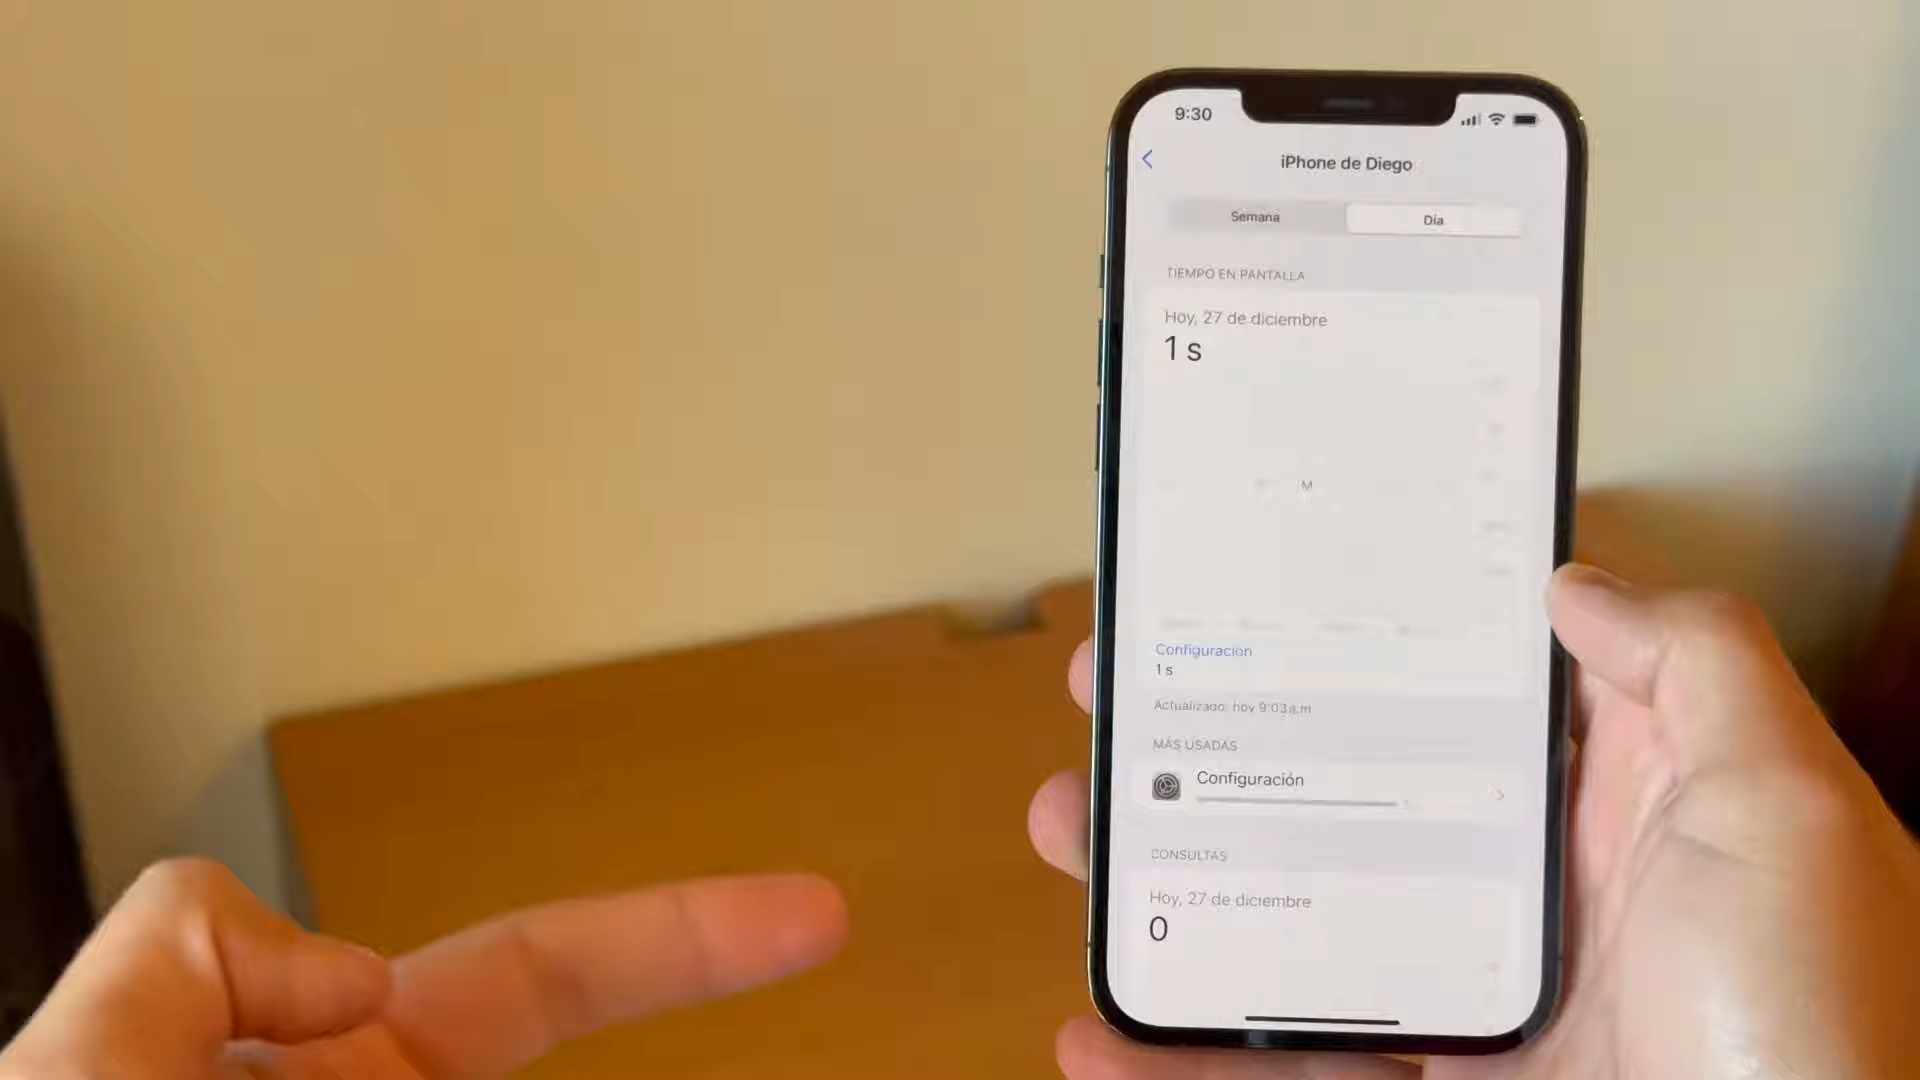 9:30
iPhone de Diego
Semana
Día
TIEMPO EN PANTALLA
Hoy, 27 de diciembre
1 s
M
Configuración
1 s
Actualizado: hoy 9:03a.m
MÁS USADAS
Configuración
CONSULTAS
Hoy, 27 de diciembre
0